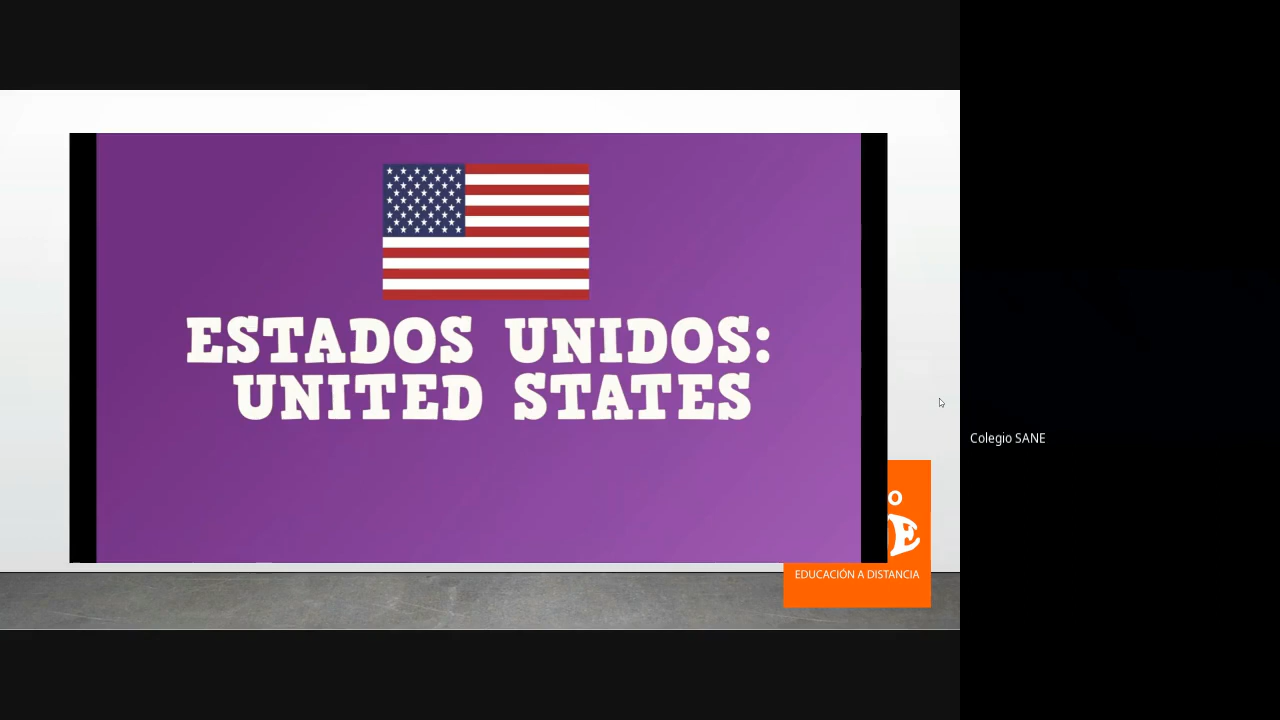 ESTADOS UNIDOS:
UNITED STATES
Colegio SANE
O
E
EDUCACIÓN A DISTANCIA